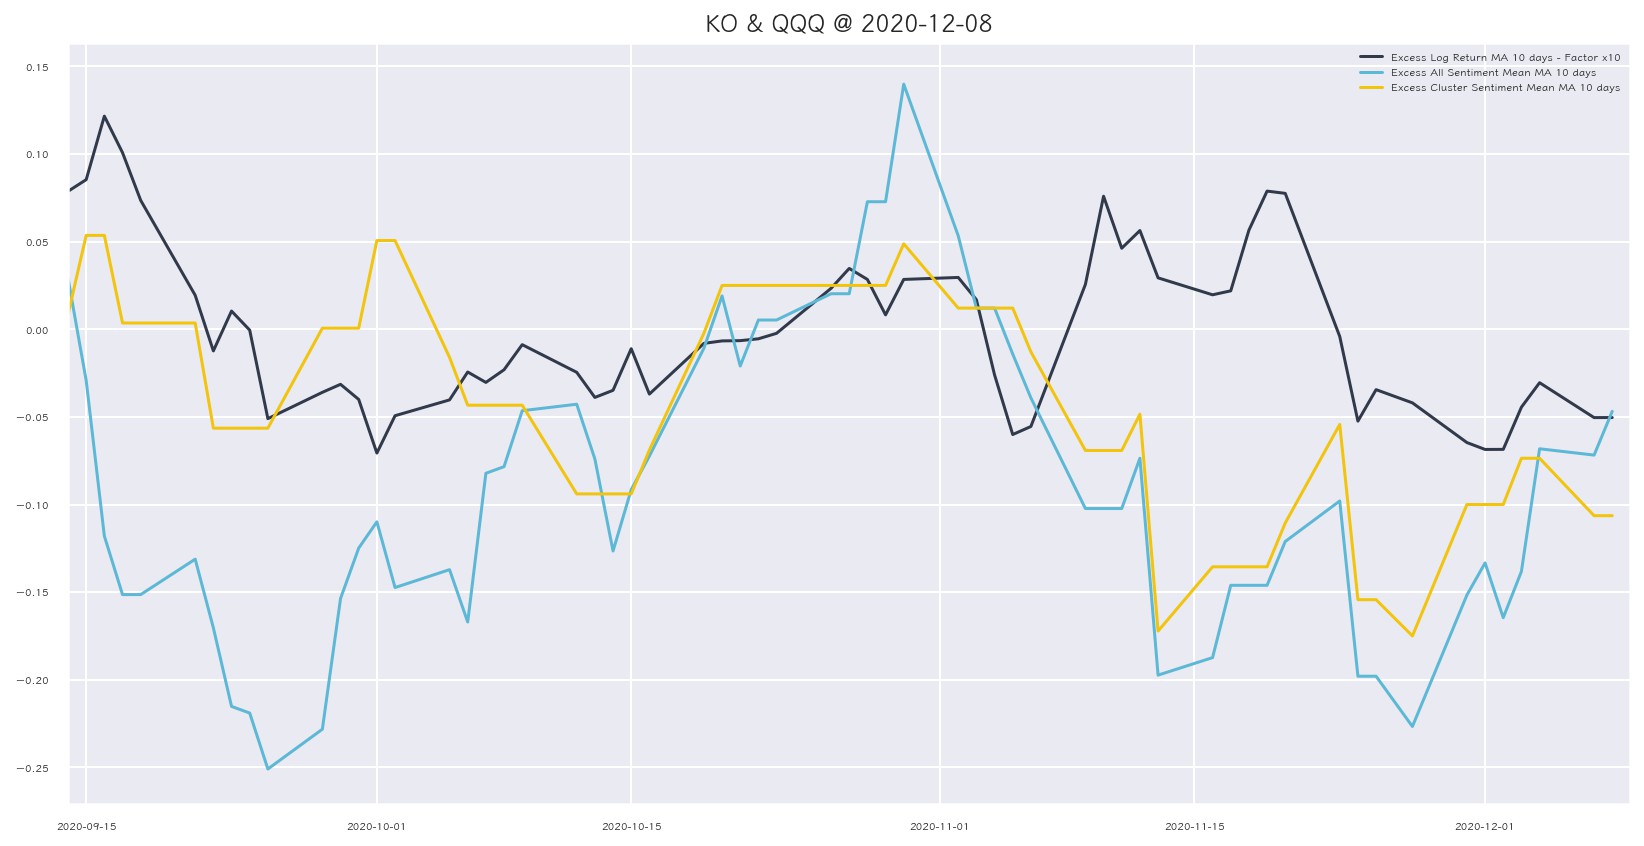 KO & QQQ @ 2020-12-08
Excess Log Return MA 10 days - Factor x10
Excess All Sentiment Mean MA 10 days
Excess Cluster Sentiment Mean MA 10 days
0.15
0.10
0.05
0.00
−0.05
−0.10
−0.15
−0.20
−0.25
2020-09-15 2020-10-01 2020-10-15 2020-11-01 2020-11-15 2020-12-01